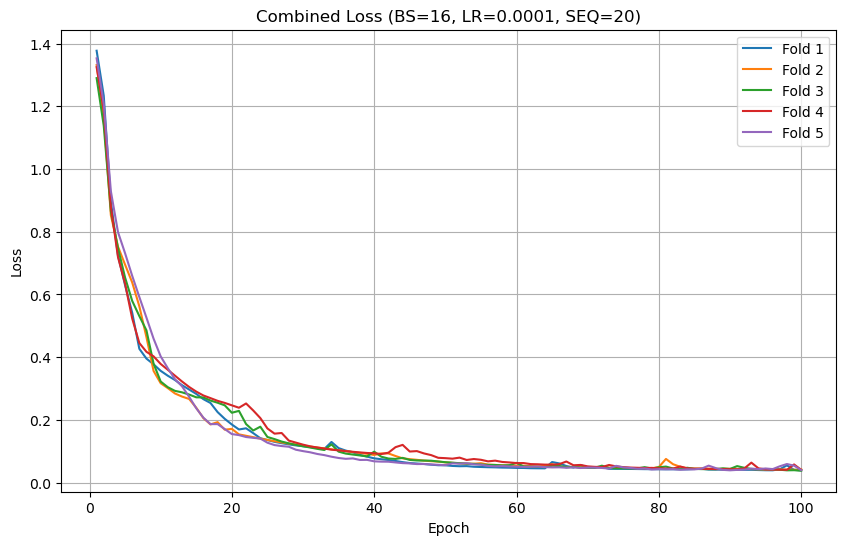 Combined Loss (BS=16, LR=0.0001, SEQ=20)
1.4
1.2
1.0
0.8
0.6
0.4
0.2
0.0
Loss
Fold 1
Fold 2
Fold 3
Fold 4
Fold 5
0 20 40 60 80 100
Epoch